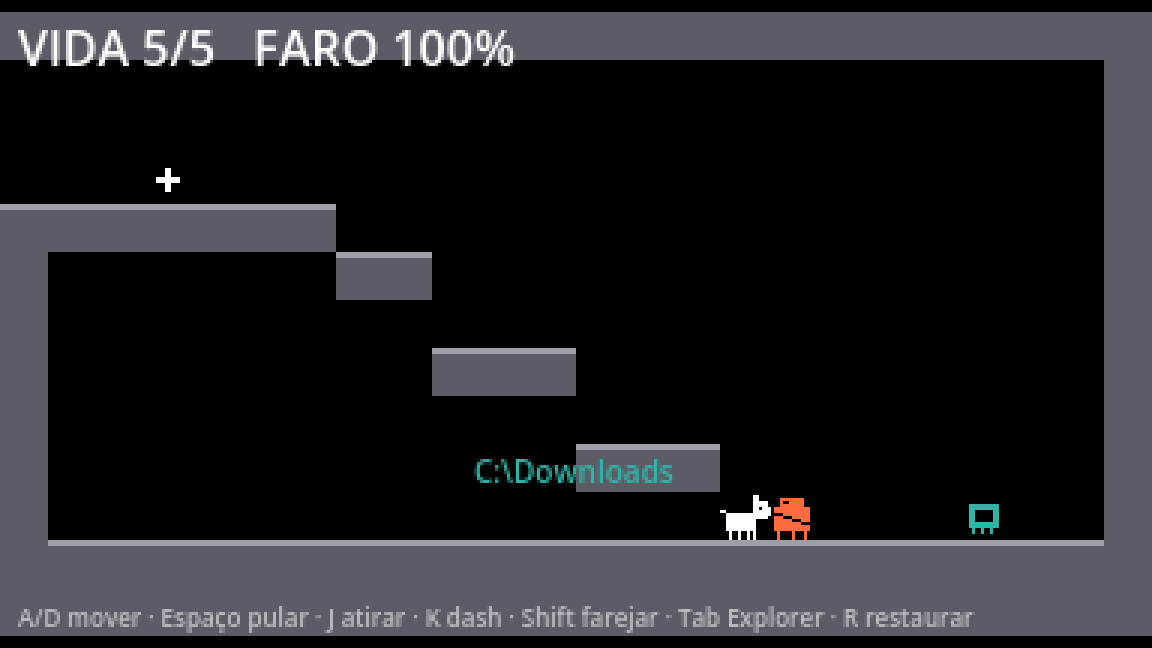 VIDA 5/5   FARO 100%
C:\Downloads
A/D mover · Espaço pular · J atirar · K dash · Shift farejar · Tab Explorer · R restaurar